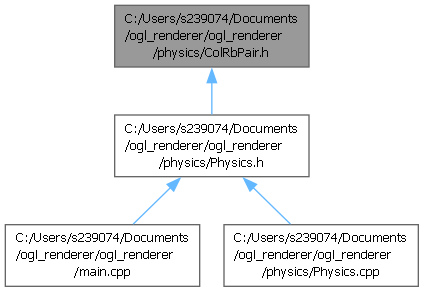 C:/Users/s239074/Documents
/ogl_renderer/ogl_renderer
/physics/ColRbPair.h
C:/Users/s239074/Documents
/ogl_renderer/ogl_renderer
/physics/Physics.h
C:/Users/s239074/Documents
/ogl_renderer/ogl_renderer
/main.cpp
C:/Users/s239074/Documents
/ogl_renderer/ogl_renderer
/physics/Physics.cpp